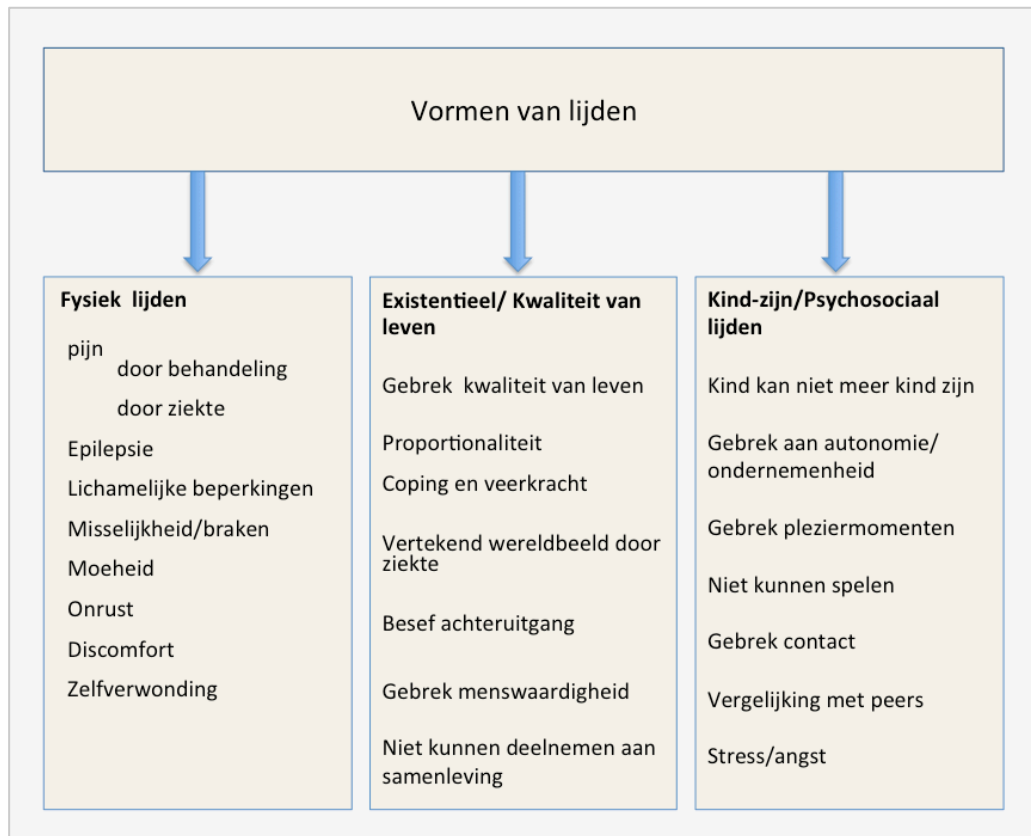 Vormen van lijden
Fysiek lijden
pijn
door behandeling
door ziekte
Epilepsie
Lichamelijke beperkingen
Misselijkheid/braken
Moeheid
Onrust
Discomfort
Zelfverwonding
Existentieel/ Kwaliteit van
leven
Gebrek kwaliteit van leven
Proportionaliteit
Coping en veerkracht
Vertekend wereldbeeld door
ziekte
Besef achteruitgang
Gebrek menswaardigheid
Niet kunnen deelnemen aan
samenleving
Kind-zijn/Psychosociaal
lijden
Kind kan niet meer kind zijn
Gebrek aan autonomie/
ondernemenheid
Gebrek pleziermomenten
Niet kunnen spelen
Gebrek contact
Vergelijking met peers
Stress/angst